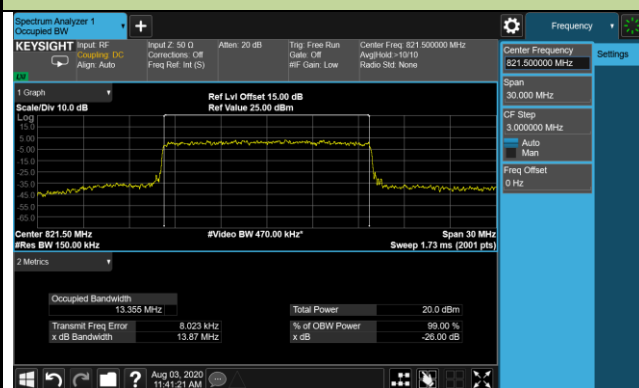 Spectrum Analyzer 1
Occupied BW
Frequency
KEYSIGHT
Input: RF
Coupling: DC
Align: Auto
Input Z: 50 Ω
Corrections: Off
Freq Ref: Int (S)
Atten: 20 dB
Trig: Free Run
Gate: Off
#IF Gain: Low
Center Freq: 821.500000 MHz
Avg|Hold:>10/10
Radio Std: None
LW
Center Frequency
821.500000 MHz
Settings
Span
30.000 MHz
CF Step
3.000000 MHz
Auto
Man
Freq Offset
0 Hz
1 Graph
Scale/Div 10.0 dB
Ref Lvl Offset 15.00 dB
Ref Value 25.00 dBm
Log
15.0
5.00
-5.00
-15.0
-25.0
-35.0
-45.0
-55.0
-65.0
Center 821.50 MHz
#Res BW 150.00 kHz
#Video BW 470.00 kHz*
Span 30 MHz
Sweep 1.73 ms (2001 pts)
2 Metrics
Occupied Bandwidth
13.355 MHz
Total Power 20.0 dBm
Transmit Freq Error 8.023 kHz
% of OBW Power 99.00 %
x dB Bandwidth 13.87 MHz
x dB -26.00 dB
Aug 03, 2020
11:41:21 AM